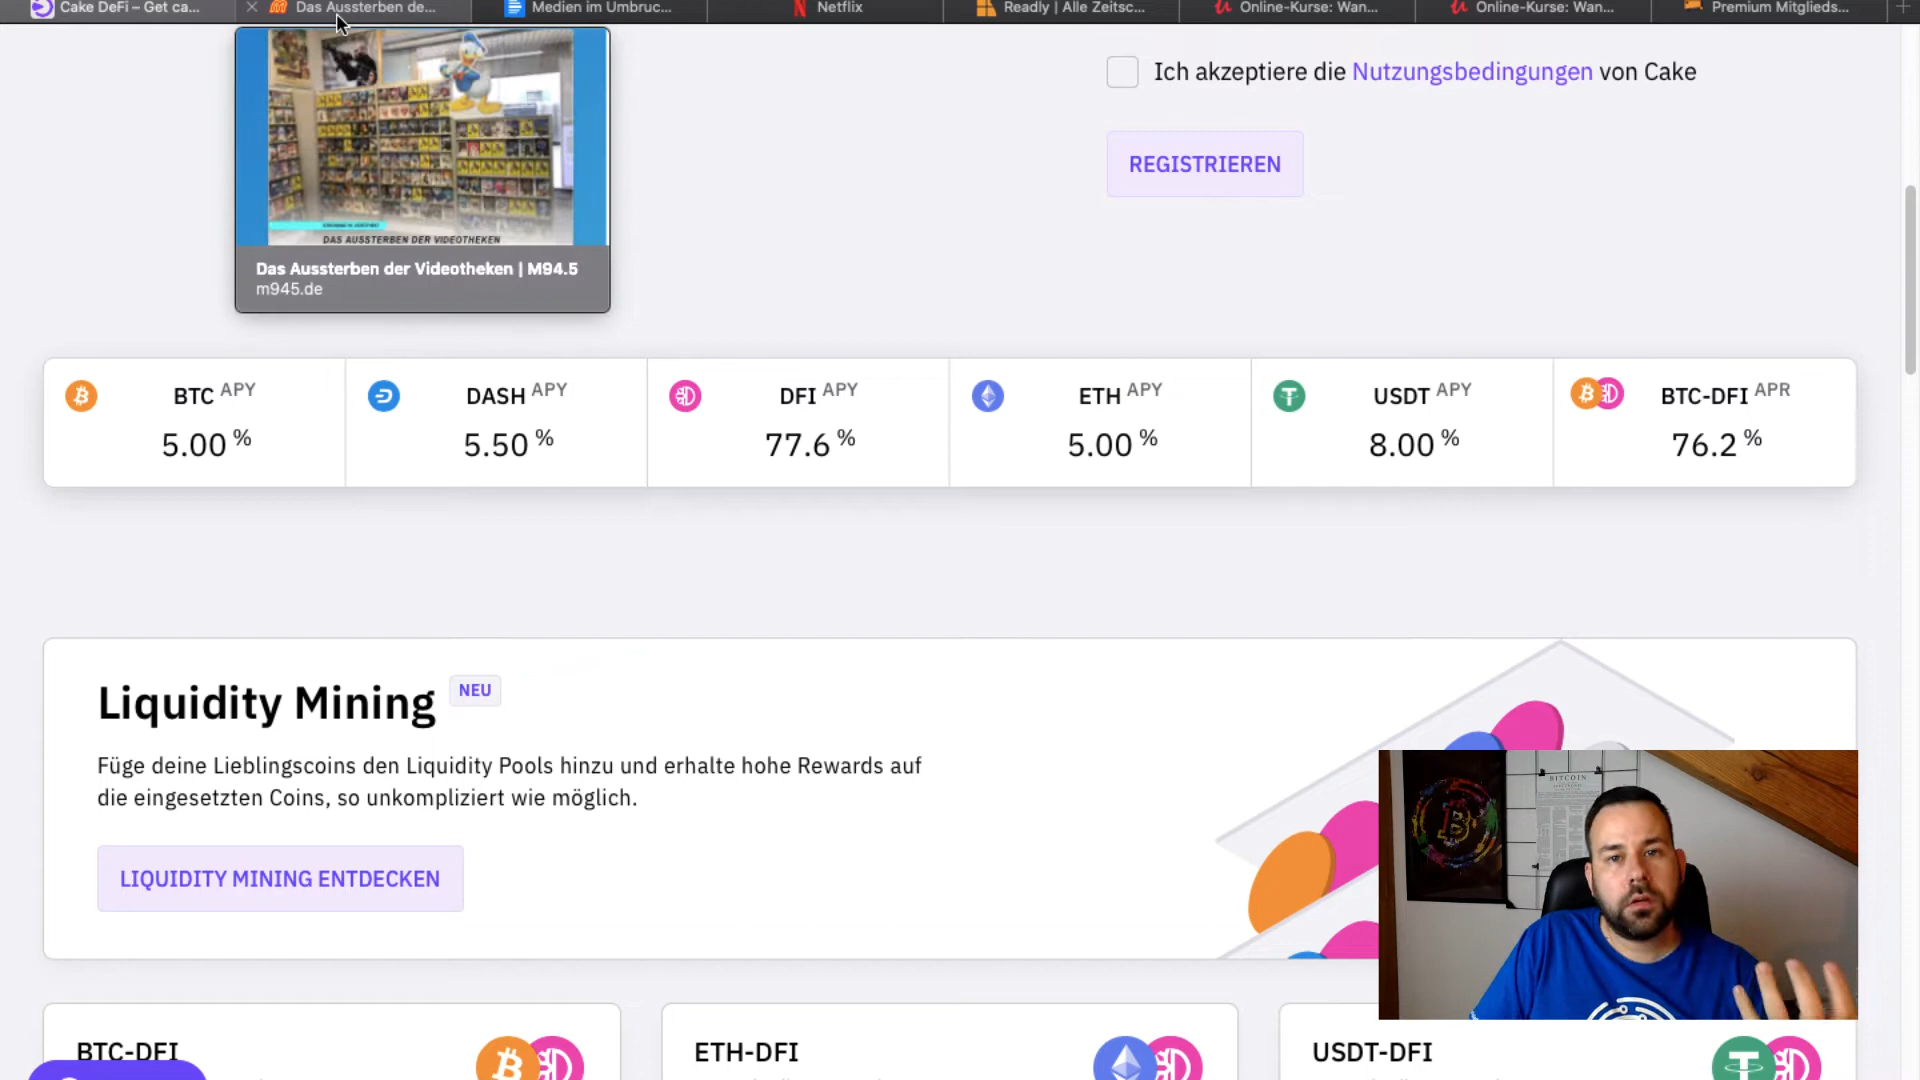 Cake DeFi – Get ca...
Das Aussterben de...
Medien im Umbruc...
Netflix
Readly | Alle Zeitsc...
Online-Kurse: Wan...
Online-Kurse: Wan...
Premium Mitglieds...
DAS AUSSTERBEN DER VIDEOTHEKEN
Das Aussterben der Videotheken | M94.5
m945.de
Ich akzeptiere die Nutzungsbedingungen von Cake
REGISTRIEREN
BTC APY
5.00 %
DASH APY
5.50 %
DFI APY
77.6 %
ETH APY
5.00 %
USDT APY
8.00 %
BTC-DFI APR
76.2 %
Liquidity Mining NEU
Füge deine Lieblingscoins den Liquidity Pools hinzu und erhalte hohe Rewards auf
die eingesetzten Coins, so unkompliziert wie möglich.
LIQUIDITY MINING ENTDECKEN
BITCOIN
BTC-DFI
ETH-DFI
USDT-DFI